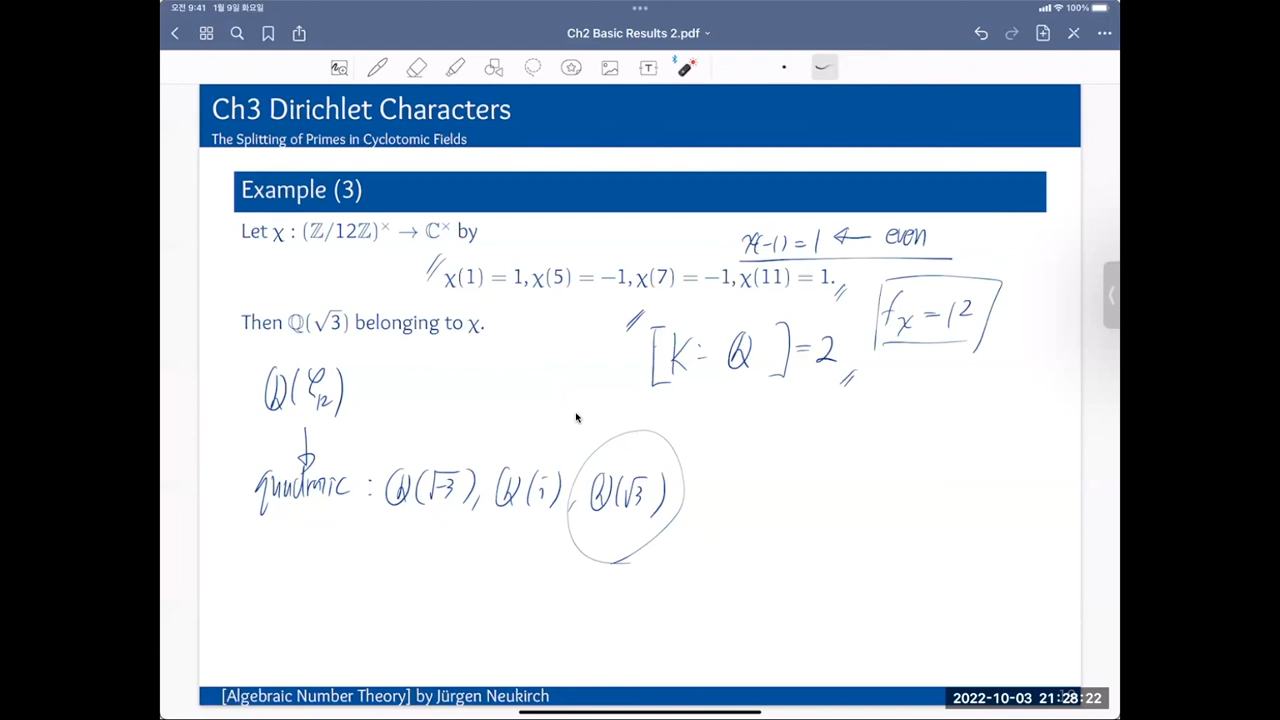 오전 9:41 1월 9일 화요일
100%
Ch2 Basic Results 2.pdf
Ch3 Dirichlet Characters
The Splitting of Primes in Cyclotomic Fields
Example (3)
Let χ : (ℤ/12ℤ)^× → ℂ^× by
χ(-1) = 1 ← even
χ(1) = 1, χ(5) = −1, χ(7) = −1, χ(11) = 1.
Then ℚ(√3) belonging to χ.
[K : ℚ] = 2
f_χ = 12
ℚ(ζ_12)
↓
: ℚ(√-3), ℚ(i), ℚ(√3)
[Algebraic Number Theory] by Jürgen Neukirch
2022-10-03 21:28:22